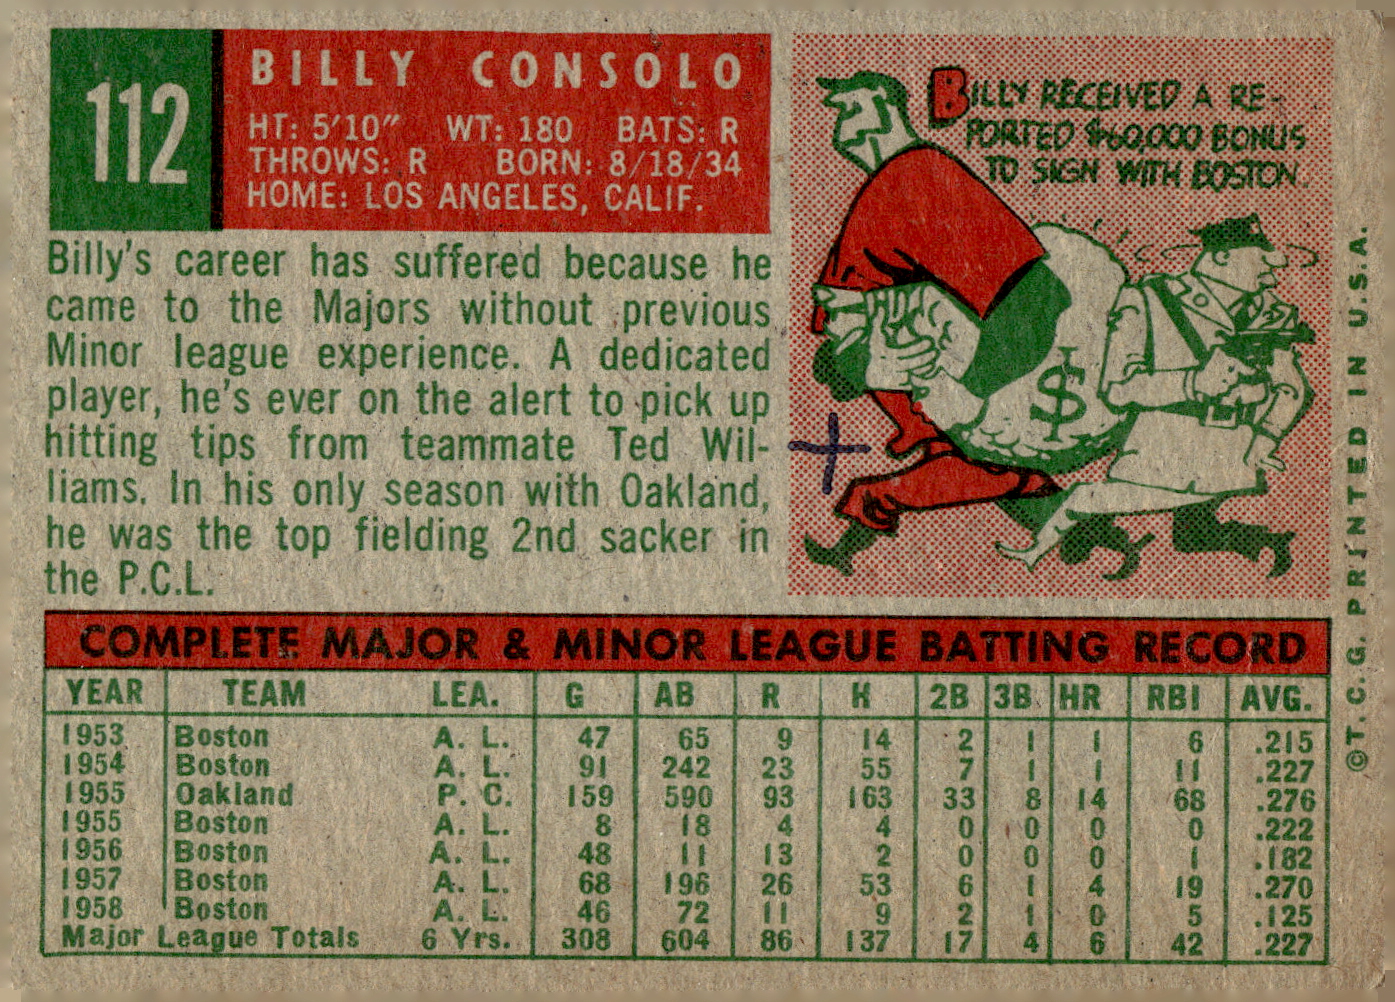 112
BILLY CONSOLO
HT: 5'10" WT: 180 BATS: R
THROWS: R BORN: 8/18/34
HOME: LOS ANGELES, CALIF.
BILLY RECEIVED A RE-
PORTED $60,000 BONUS
TO SIGN WITH BOSTON.
$
Billy's career has suffered because he
came to the Majors without previous
Minor league experience. A dedicated
player, he's ever on the alert to pick up
hitting tips from teammate Ted Wil-
liams. In his only season with Oakland,
he was the top fielding 2nd sacker in
the P.C.L.
COMPLETE MAJOR & MINOR LEAGUE BATTING RECORD
YEAR TEAM LEA. G AB R H 2B 3B HR RBI AVG.
1953 Boston A. L. 47 65 9 14 2 1 1 6 .215
1954 Boston A. L. 91 242 23 55 7 1 1 11 .227
1955 Oakland P. C. 159 590 93 163 33 8 14 68 .276
1955 Boston A. L. 8 18 4 4 0 0 0 0 .222
1956 Boston A. L. 48 11 13 2 0 0 0 1 .182
1957 Boston A. L. 68 196 26 53 6 1 4 19 .270
1958 Boston A. L. 46 72 11 9 2 1 0 5 .125
Major League Totals 6 Yrs. 308 604 86 137 17 4 6 42 .227
©T.C.G. PRINTED IN U.S.A.